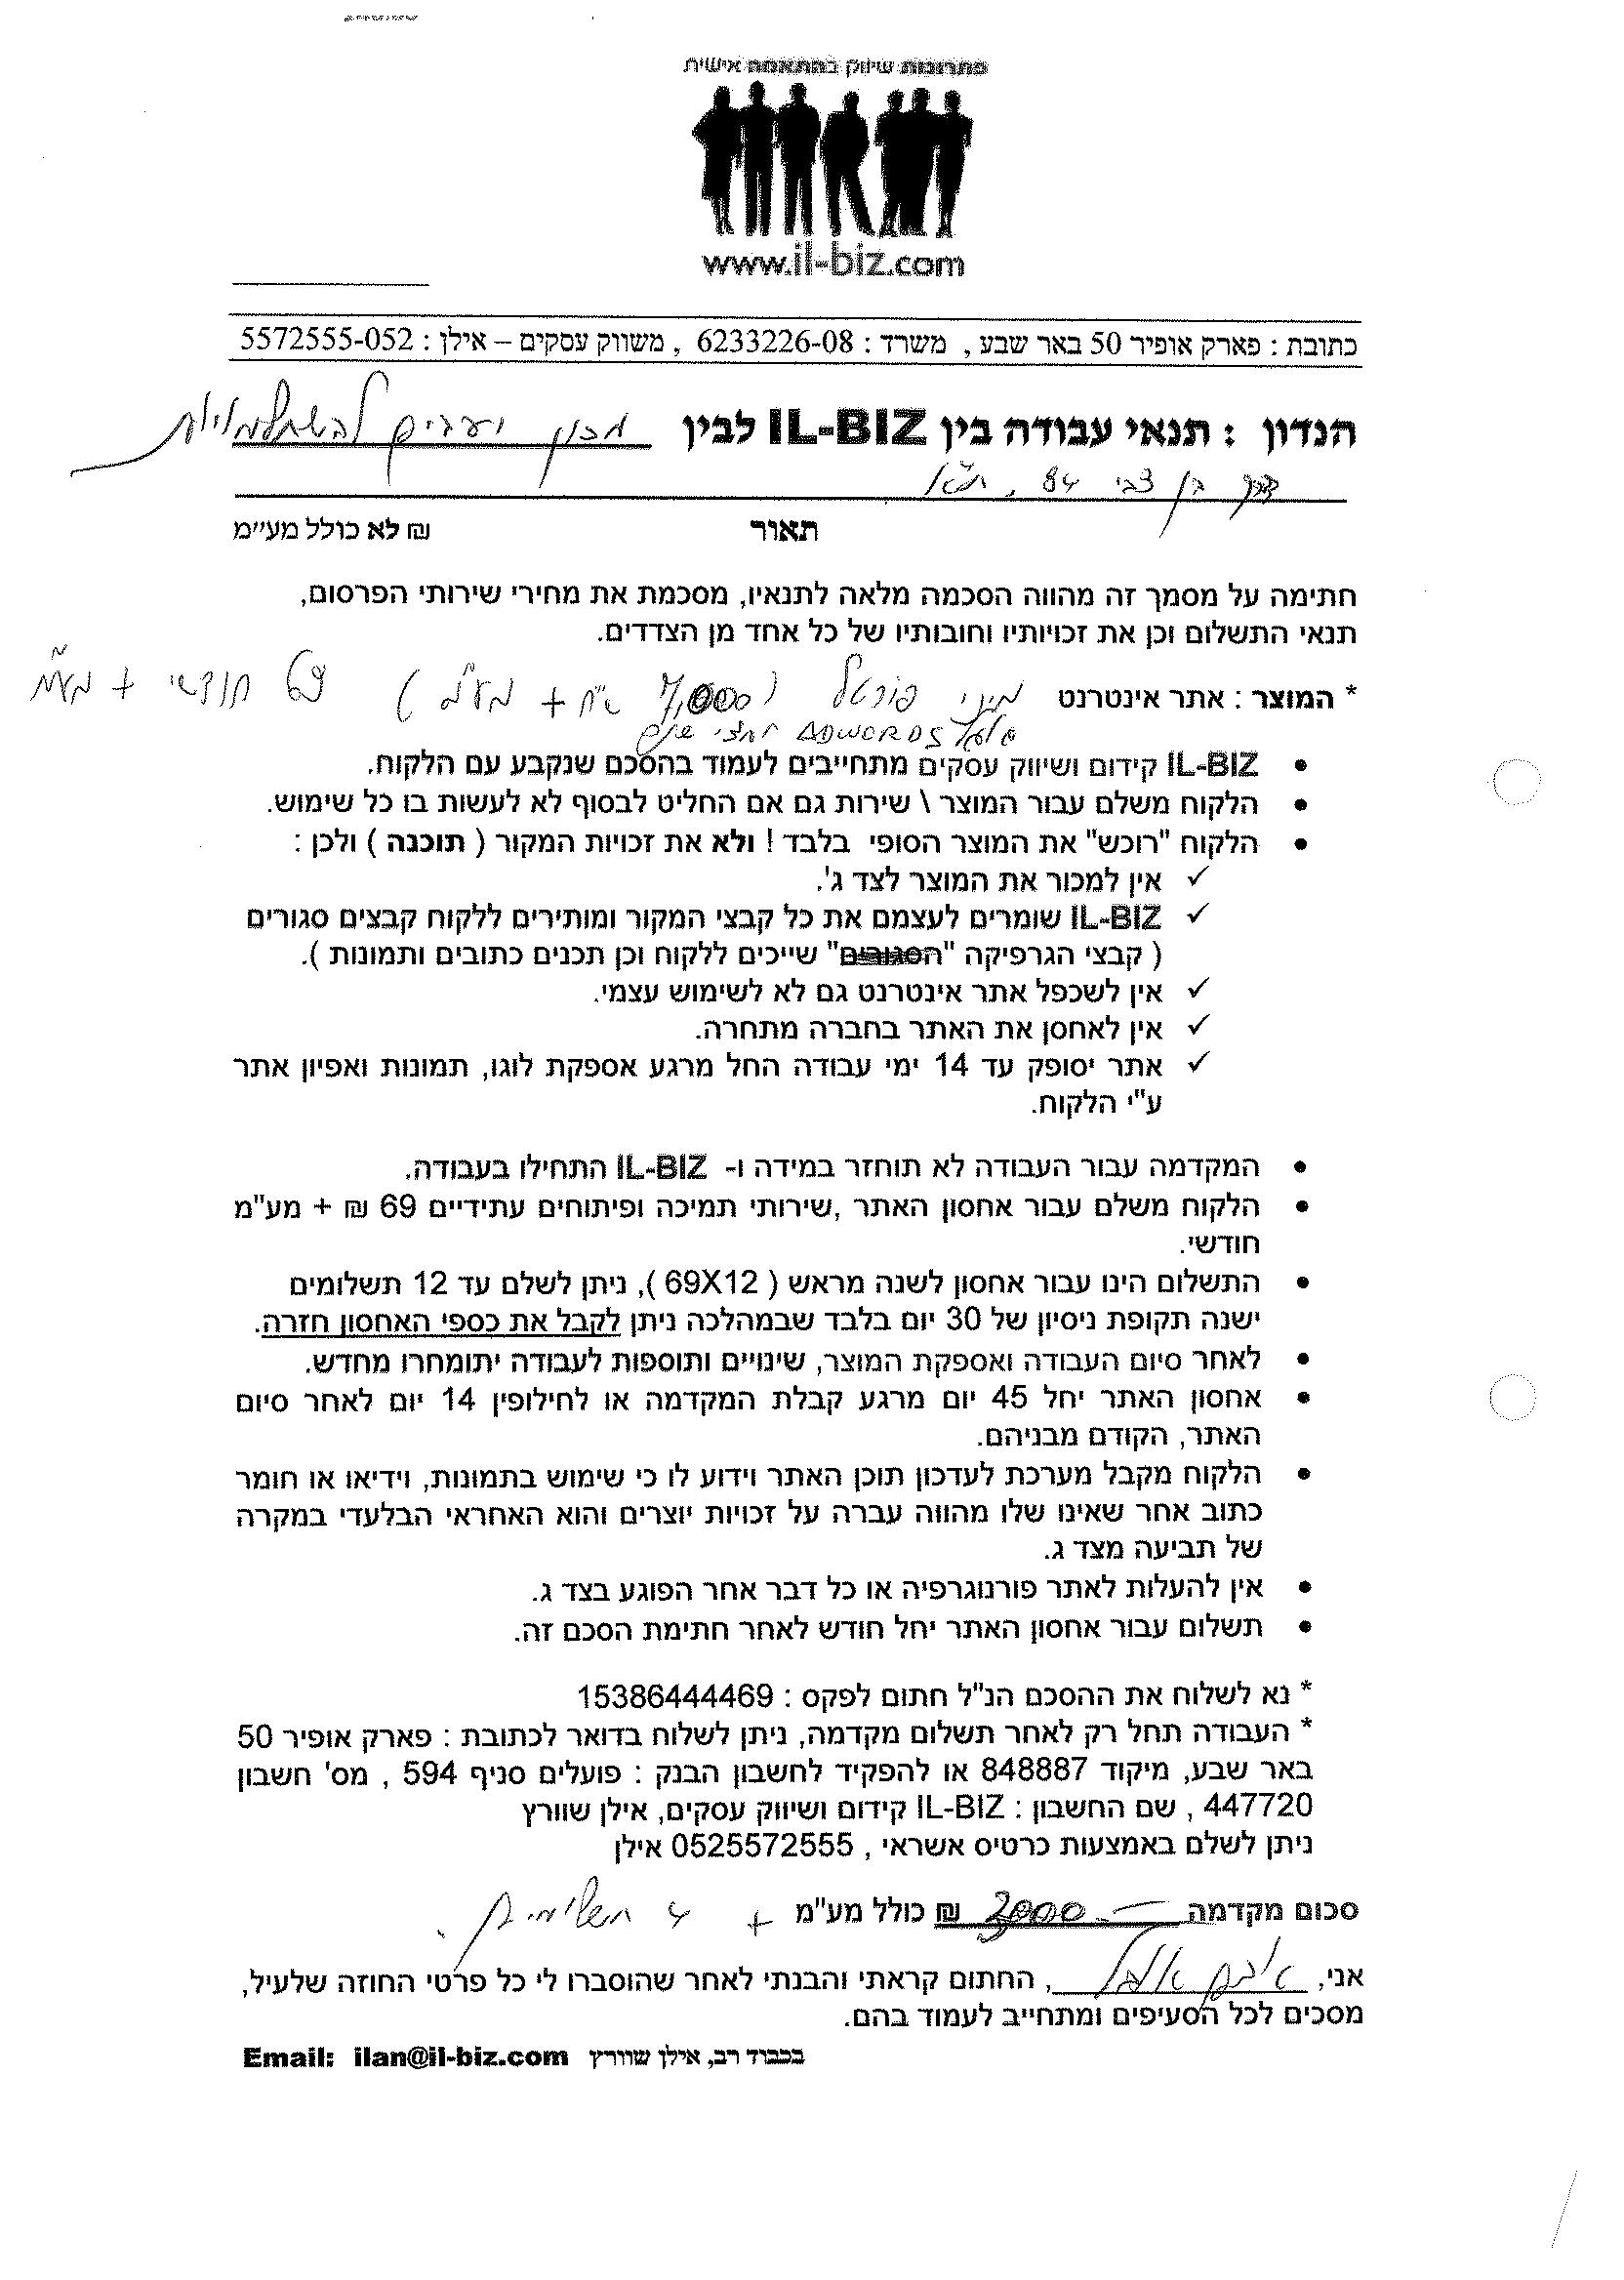 פתרונות שיווק בהתאמה אישית
www.il-biz.com
כתובת : פארק אופיר 50 באר שבע , משרד : 6233226-08 , משווק עסקים – אילן : 5572555-052
הנדון : תנאי עבודה בין IL-BIZ לבין מכון יערים להשתלמויות
דרך בן צבי 84, ת"א
תאור ₪ לא כולל מע"מ
חתימה על מסמך זה מהווה הסכמה מלאה לתנאיו, מסכמת את מחירי שירותי הפרסום,
תנאי התשלום וכן את זכויותיו וחובותיו של כל אחד מן הצדדים.
* המוצר : אתר אינטרנט מיני פורטל (7,000 ש"ח + מע"מ) חודשי + מע"מ
ADWORDS חצי שנה
• IL-BIZ קידום ושיווק עסקים מתחייבים לעמוד בהסכם שנקבע עם הלקוח.
• הלקוח משלם עבור המוצר \ שירות גם אם החליט לבסוף לא לעשות בו כל שימוש.
• הלקוח "רוכש" את המוצר הסופי בלבד ! ולא את זכויות המקור ( תוכנה ) ולכן :
✓ אין למכור את המוצר לצד ג'.
✓ IL-BIZ שומרים לעצמם את כל קבצי המקור ומותירים ללקוח קבצים סגורים
( קבצי הגרפיקה "הסגורים" שייכים ללקוח וכן תכנים כתובים ותמונות ).
✓ אין לשכפל אתר אינטרנט גם לא לשימוש עצמי.
✓ אין לאחסן את האתר בחברה מתחרה.
✓ אתר יסופק עד 14 ימי עבודה החל מרגע אספקת לוגו, תמונות ואפיון אתר
ע"י הלקוח.
• המקדמה עבור העבודה לא תוחזר במידה ו- IL-BIZ התחילו בעבודה.
• הלקוח משלם עבור אחסון האתר ,שירותי תמיכה ופיתוחים עתידיים 69 ₪ + מע"מ
חודשי.
• התשלום הינו עבור אחסון לשנה מראש ( 69X12 ), ניתן לשלם עד 12 תשלומים
ישנה תקופת ניסיון של 30 יום בלבד שבמהלכה ניתן לקבל את כספי האחסון חזרה.
• לאחר סיום העבודה ואספקת המוצר, שינויים ותוספות לעבודה יתומחרו מחדש.
• אחסון האתר יחל 45 יום מרגע קבלת המקדמה או לחילופין 14 יום לאחר סיום
האתר, הקודם מבניהם.
• הלקוח מקבל מערכת לעדכון תוכן האתר וידוע לו כי שימוש בתמונות, וידיאו או חומר
כתוב אחר שאינו שלו מהווה עברה על זכויות יוצרים והוא האחראי הבלעדי במקרה
של תביעה מצד ג.
• אין להעלות לאתר פורנוגרפיה או כל דבר אחר הפוגע בצד ג.
• תשלום עבור אחסון האתר יחל חודש לאחר חתימת הסכם זה.
* נא לשלוח את ההסכם הנ"ל חתום לפקס : 15386444469
* העבודה תחל רק לאחר תשלום מקדמה, ניתן לשלוח בדואר לכתובת : פארק אופיר 50
באר שבע, מיקוד 848887 או להפקיד לחשבון הבנק : פועלים סניף 594 , מס' חשבון
447720 , שם החשבון : IL-BIZ קידום ושיווק עסקים, אילן שוורץ
ניתן לשלם באמצעות כרטיס אשראי , 0525572555 אילן
סכום מקדמה 3000 ₪ כולל מע"מ + 4 תשלומים.
אני, , החתום קראתי והבנתי לאחר שהוסברו לי כל פרטי החוזה שלעיל,
מסכים לכל הסעיפים ומתחייב לעמוד בהם.
בכבוד רב, אילן שוורץ Email: ilan@il-biz.com